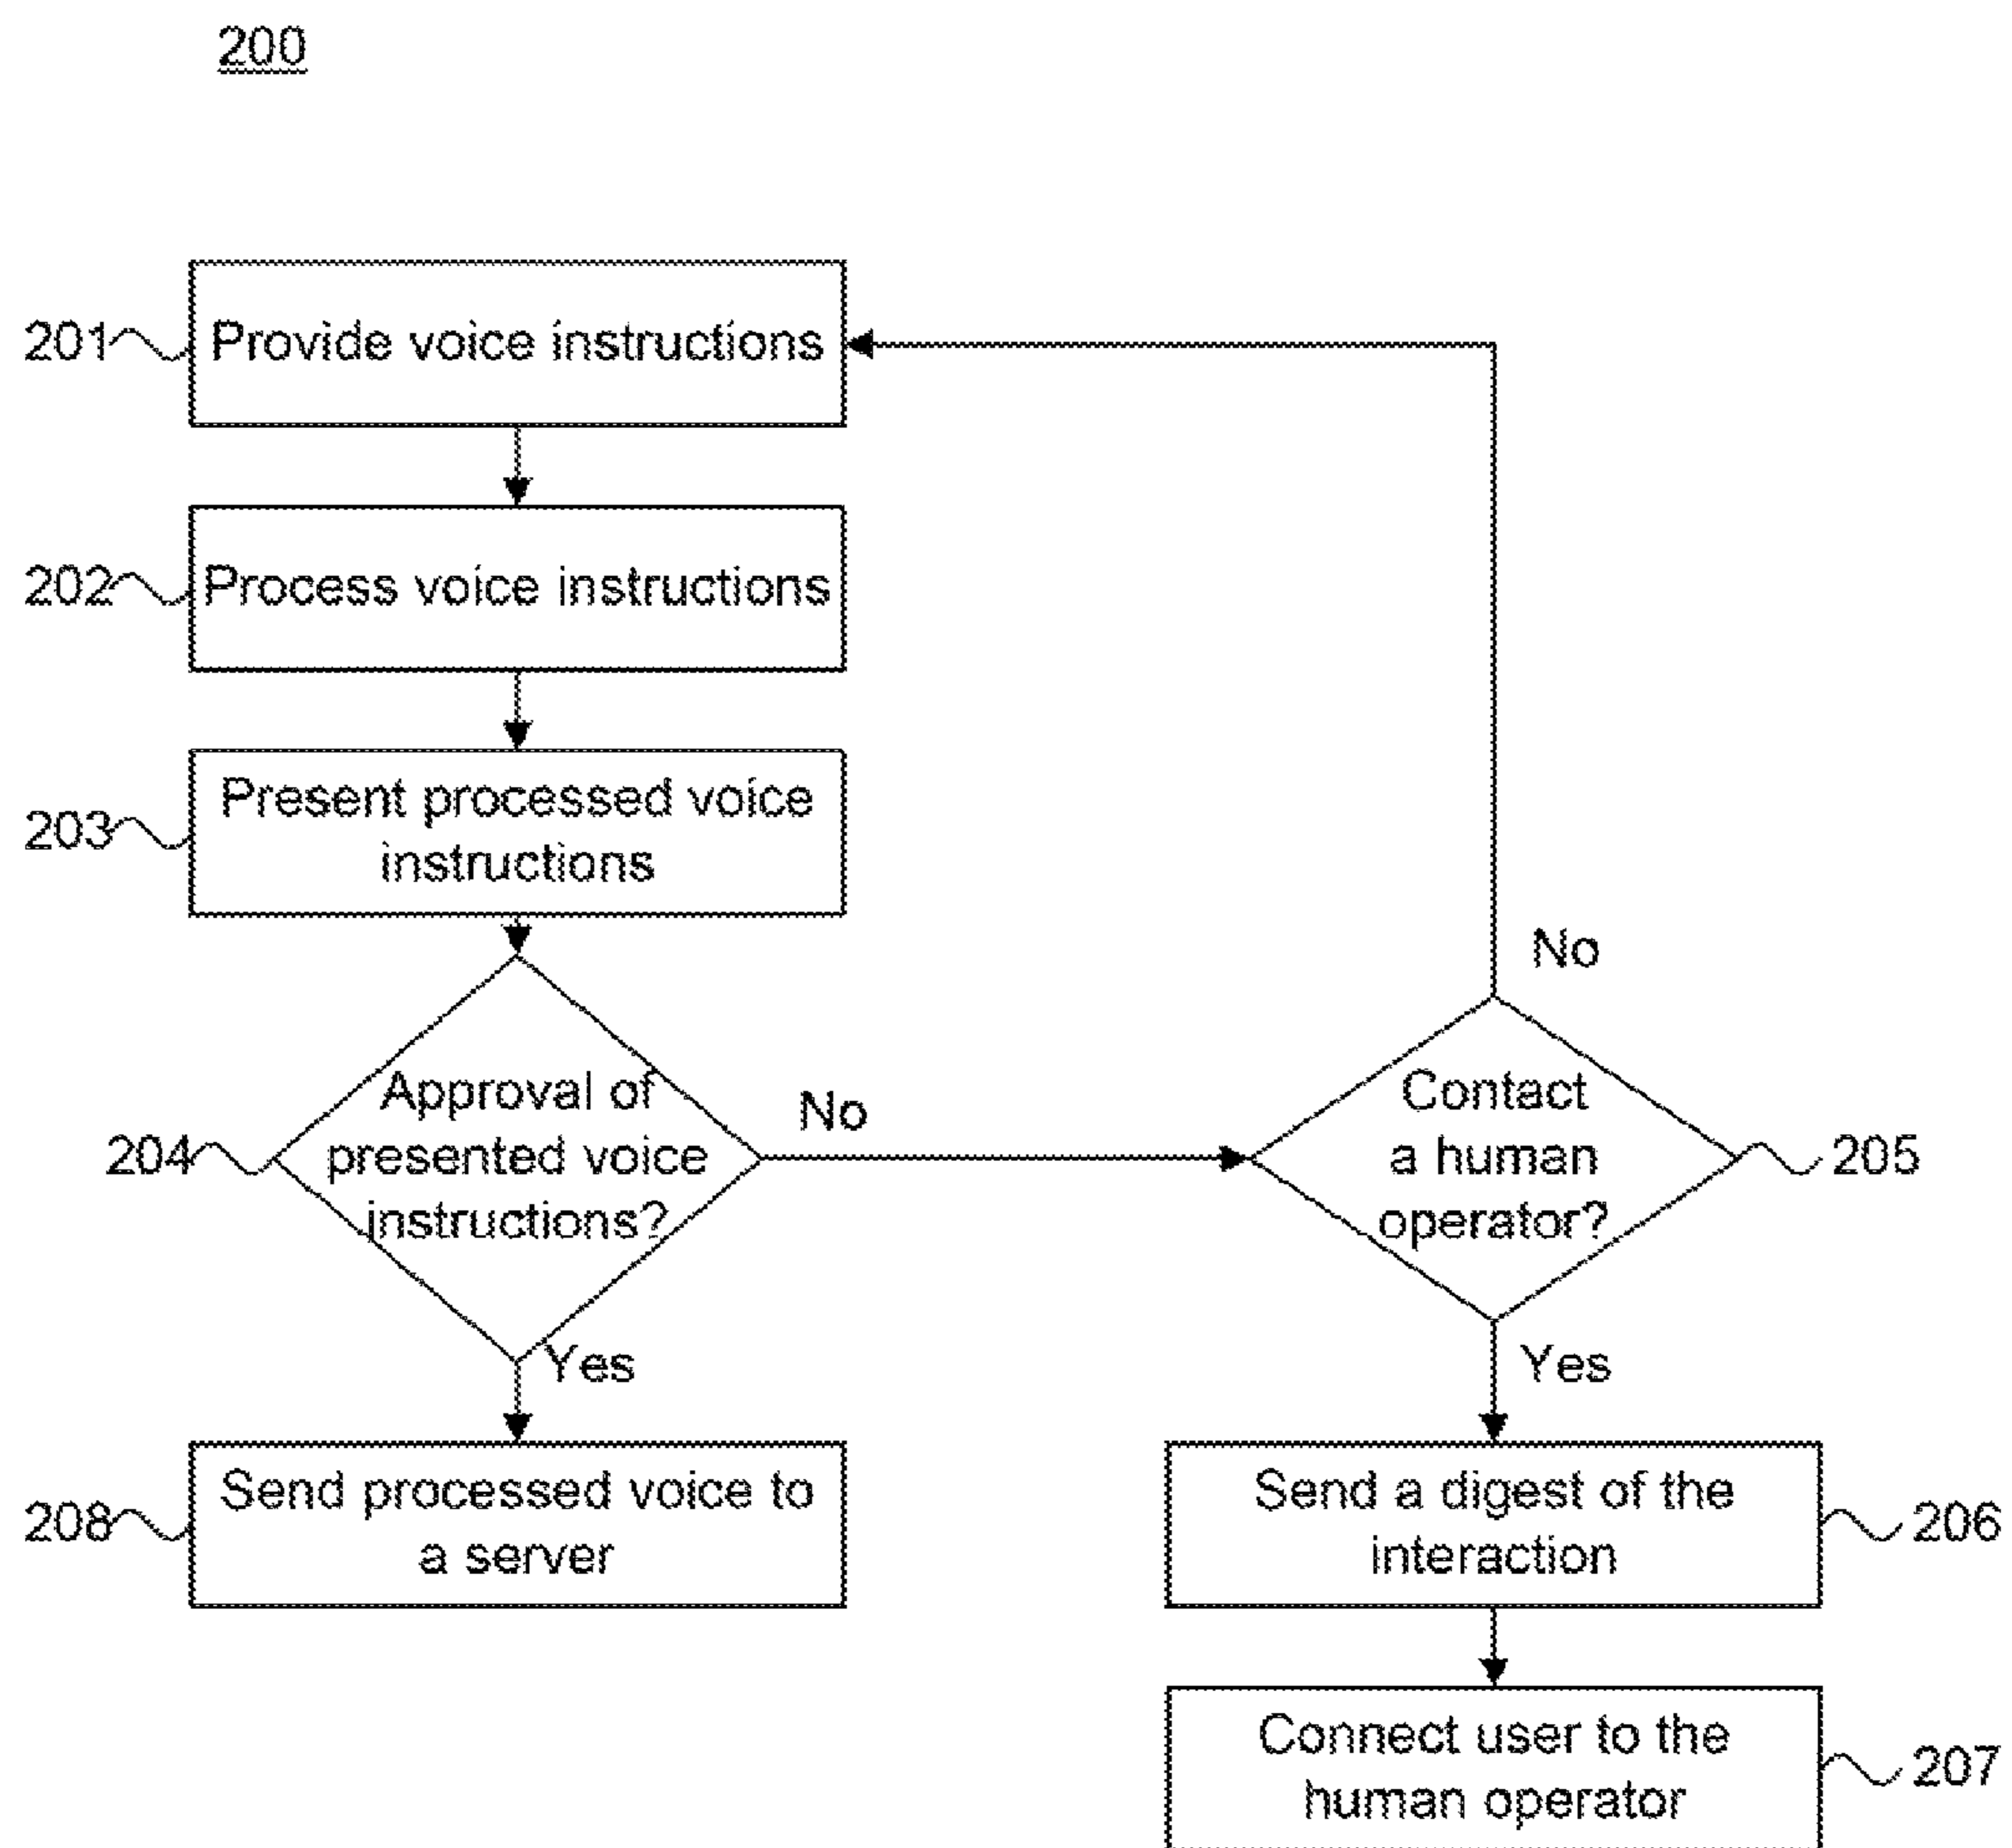 200
201
Provide voice instructions
202
Process voice instructions
203
Present processed voice
instructions
204
Approval of
presented voice
instructions?
No
Yes
Contact
a human
operator?
205
No
Yes
208
Send processed voice to
a server
Send a digest of the
interaction
206
Connect user to the
human operator
207